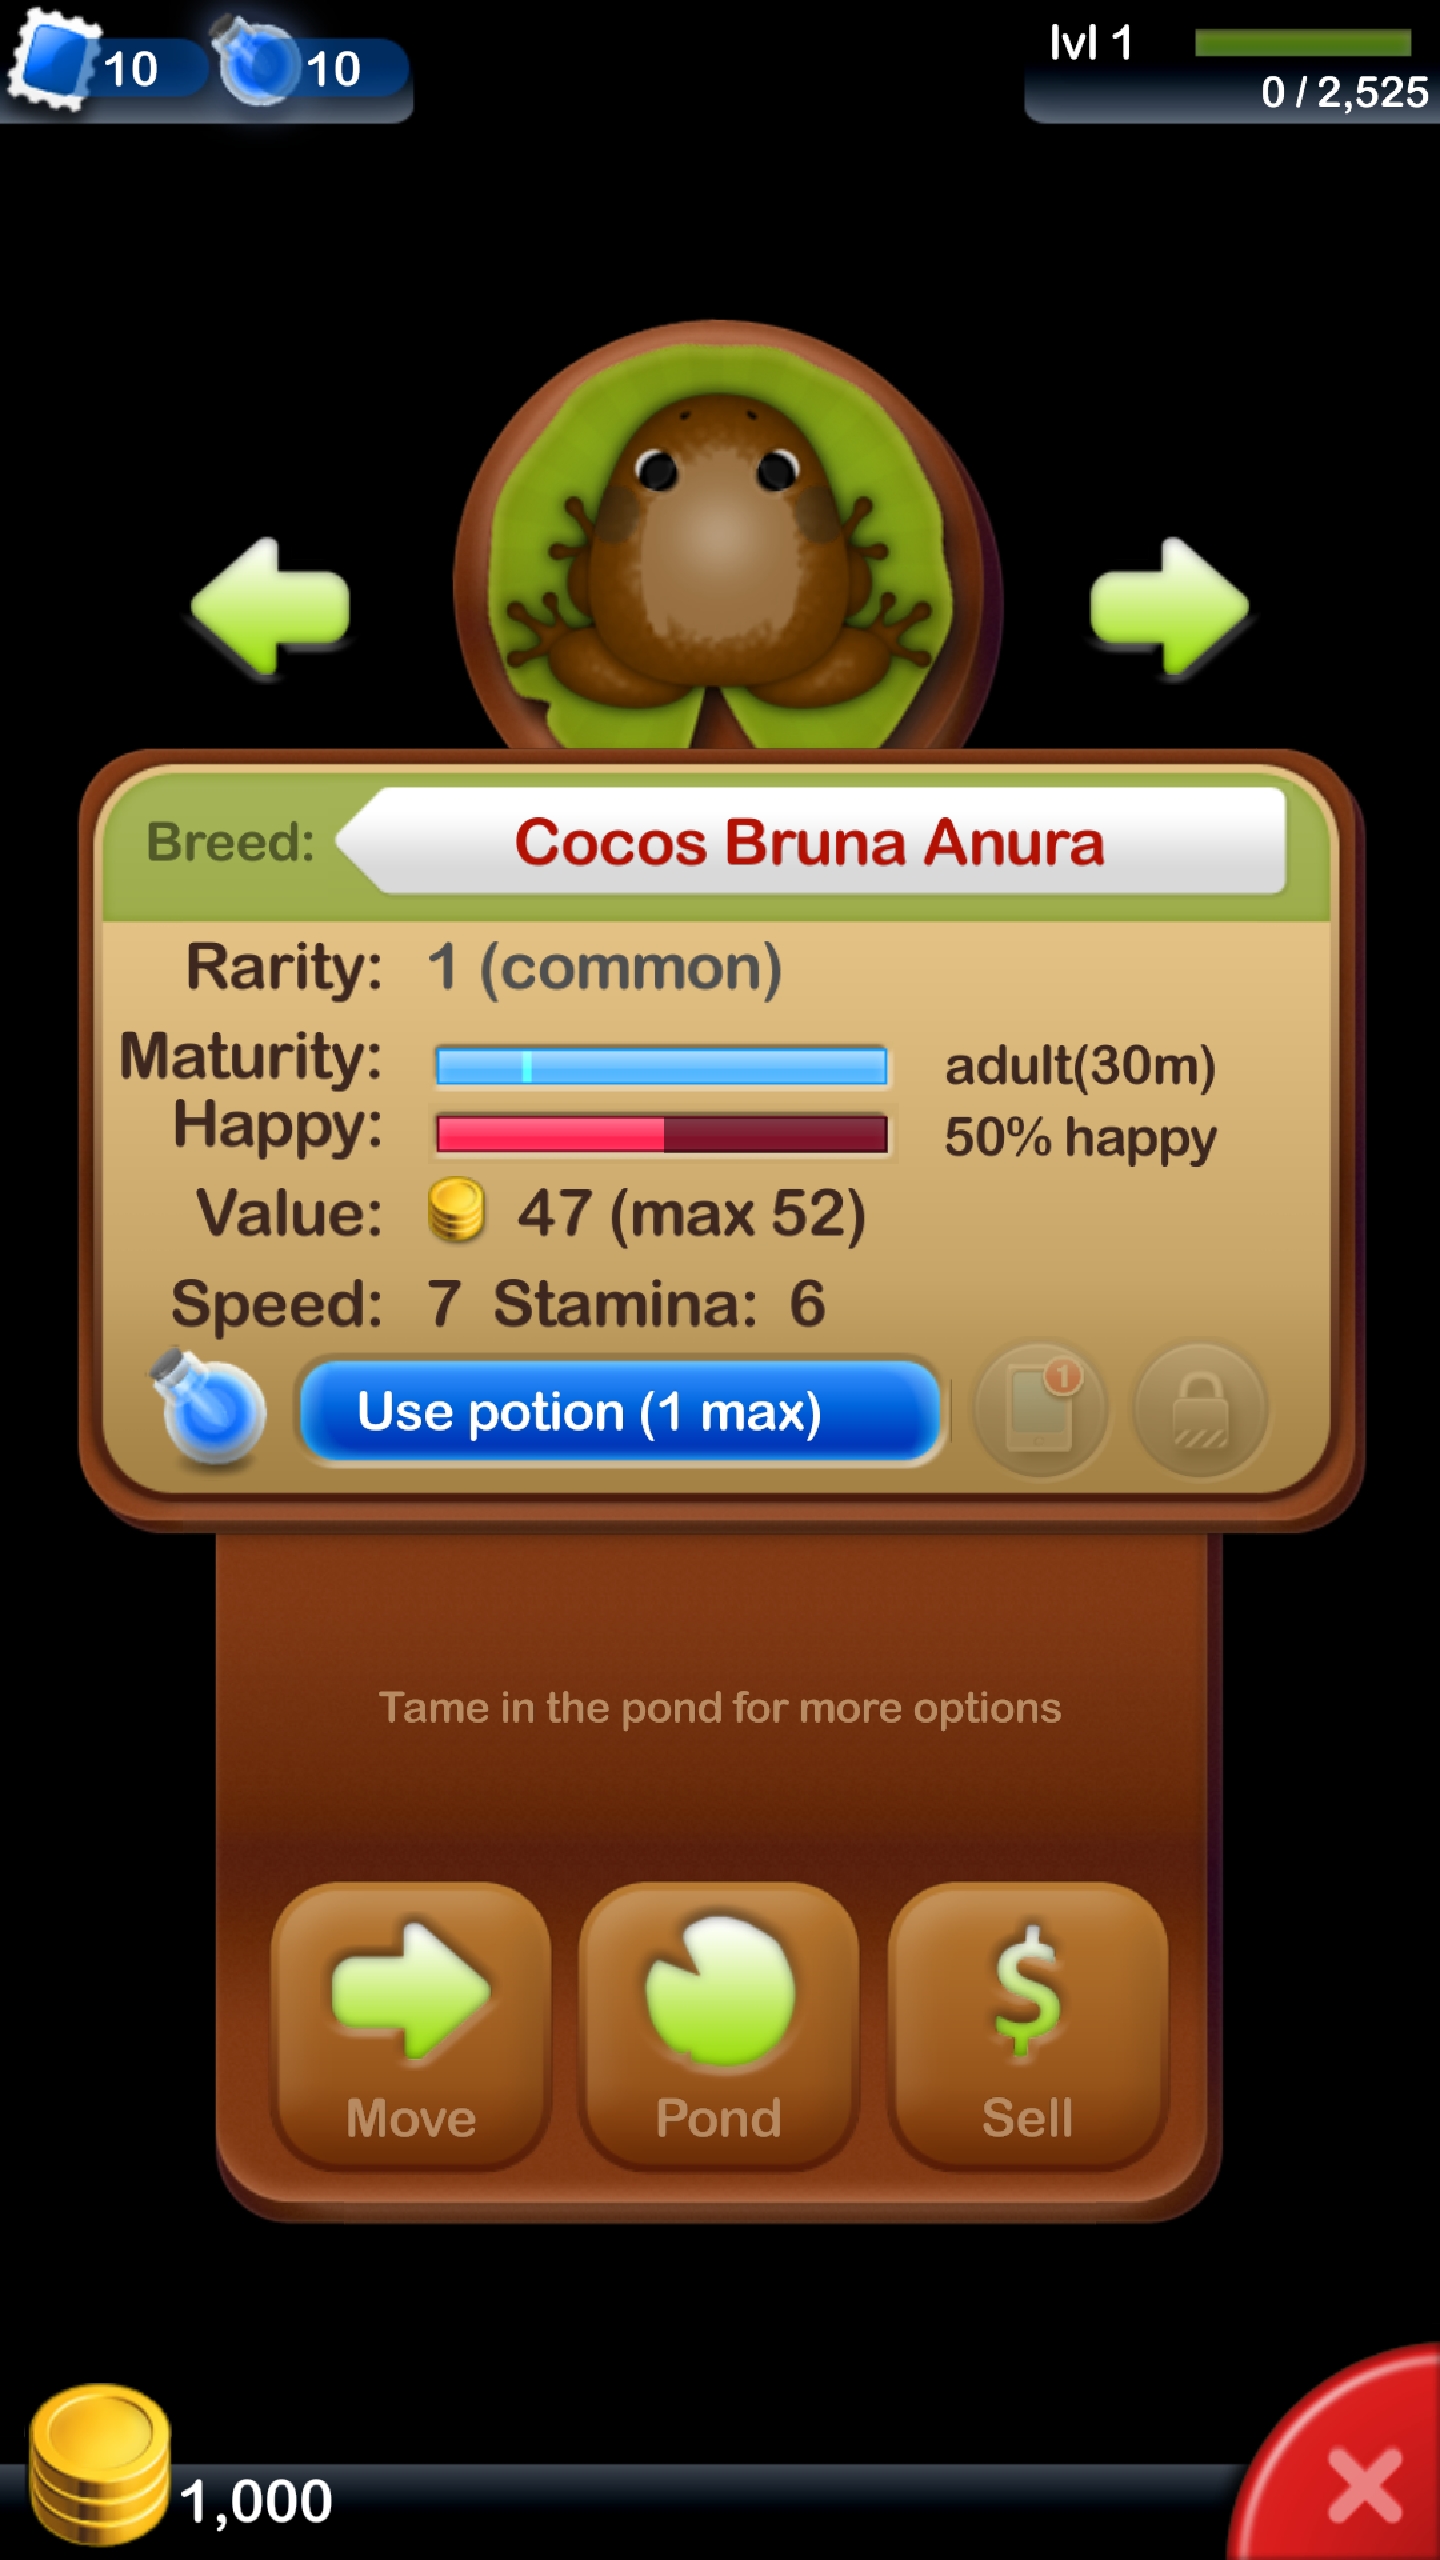 10
10
lvl 1
0 / 2,525
Breed:
Cocos Bruna Anura
Rarity: 1 (common)
Maturity: adult(30m)
Happy: 50% happy
Value: 47 (max 52)
Speed: 7 Stamina: 6
Use potion (1 max)
1
Tame in the pond for more options
Move
Pond
$
Sell
1,000